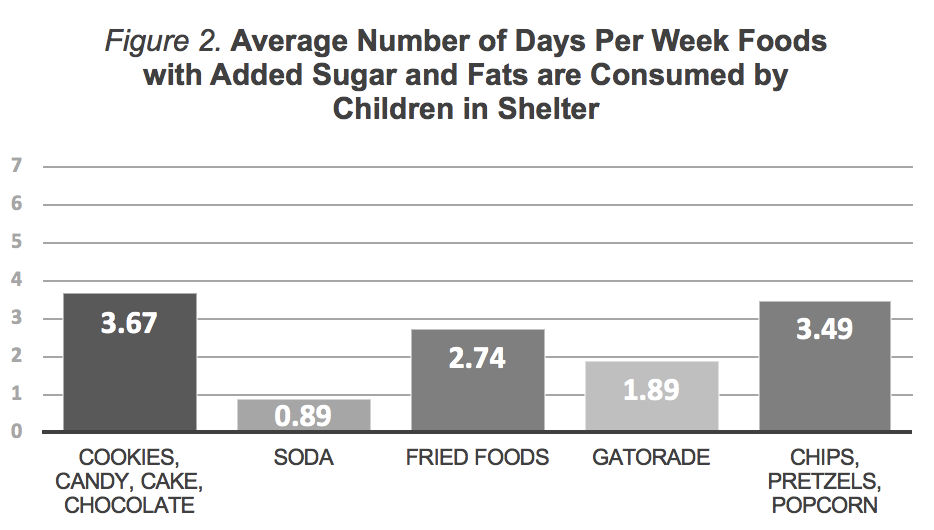 Figure 2. Average Number of Days Per Week Foods
with Added Sugar and Fats are Consumed by
Children in Shelter
7
6
5
4
3
2
1
0
3.67
0.89
2.74
1.89
3.49
COOKIES,
CANDY, CAKE,
CHOCOLATE
SODA
FRIED FOODS
GATORADE
CHIPS,
PRETZELS,
POPCORN